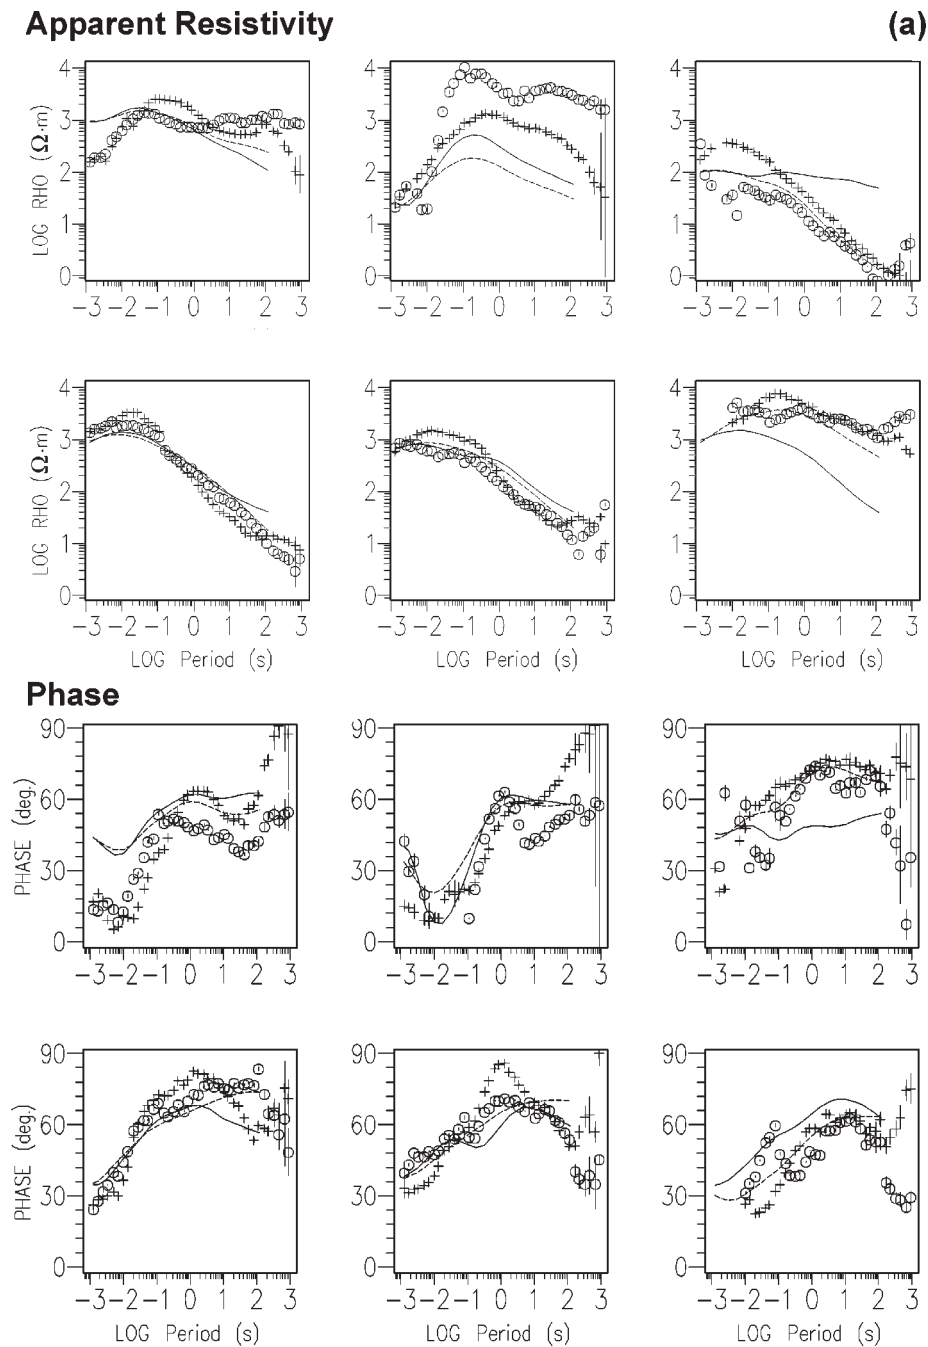 Apparent Resistivity (a)
4 4 4
3 3 3
2 2 2
1 1 1
0 0 0
LOG RHO (Ω·m)
-3 -2 -1 0 1 2 3 -3 -2 -1 0 1 2 3 -3 -2 -1 0 1 2 3
4 4 4
3 3 3
2 2 2
1 1 1
0 0 0
LOG RHO (Ω·m)
-3 -2 -1 0 1 2 3 -3 -2 -1 0 1 2 3 -3 -2 -1 0 1 2 3
LOG Period (s) LOG Period (s) LOG Period (s)
Phase
90 90 90
60 60 60
30 30 30
0 0 0
PHASE (deg.)
-3 -2 -1 0 1 2 3 -3 -2 -1 0 1 2 3 -3 -2 -1 0 1 2 3
90 90 90
60 60 60
30 30 30
0 0 0
PHASE (deg.)
-3 -2 -1 0 1 2 3 -3 -2 -1 0 1 2 3 -3 -2 -1 0 1 2 3
LOG Period (s) LOG Period (s) LOG Period (s)